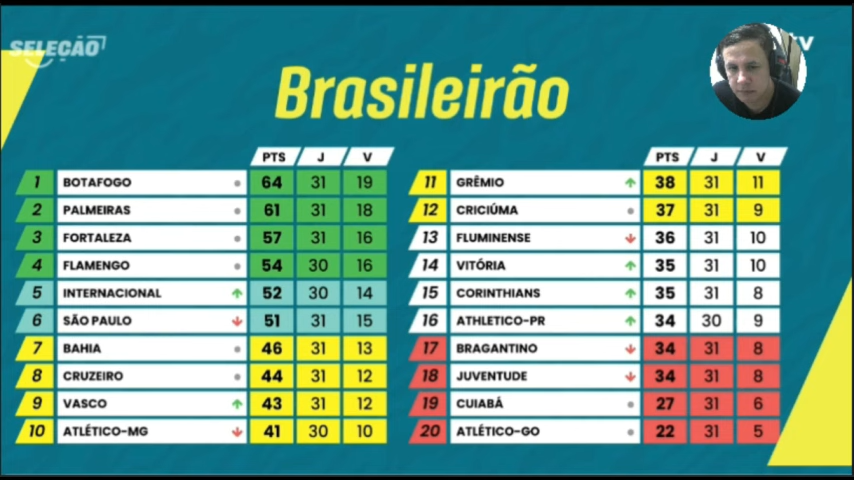 SELEÇÃO
tv
Brasileirão
PTS J V
1 BOTAFOGO 64 31 19
2 PALMEIRAS 61 31 18
3 FORTALEZA 57 31 16
4 FLAMENGO 54 30 16
5 INTERNACIONAL 52 30 14
6 SÃO PAULO 51 31 15
7 BAHIA 46 31 13
8 CRUZEIRO 44 31 12
9 VASCO 43 31 12
10 ATLÉTICO-MG 41 30 10
PTS J V
11 GRÊMIO 38 31 11
12 CRICIÚMA 37 31 9
13 FLUMINENSE 36 31 10
14 VITÓRIA 35 31 10
15 CORINTHIANS 35 31 8
16 ATHLETICO-PR 34 30 9
17 BRAGANTINO 34 31 8
18 JUVENTUDE 34 31 8
19 CUIABÁ 27 31 6
20 ATLÉTICO-GO 22 31 5